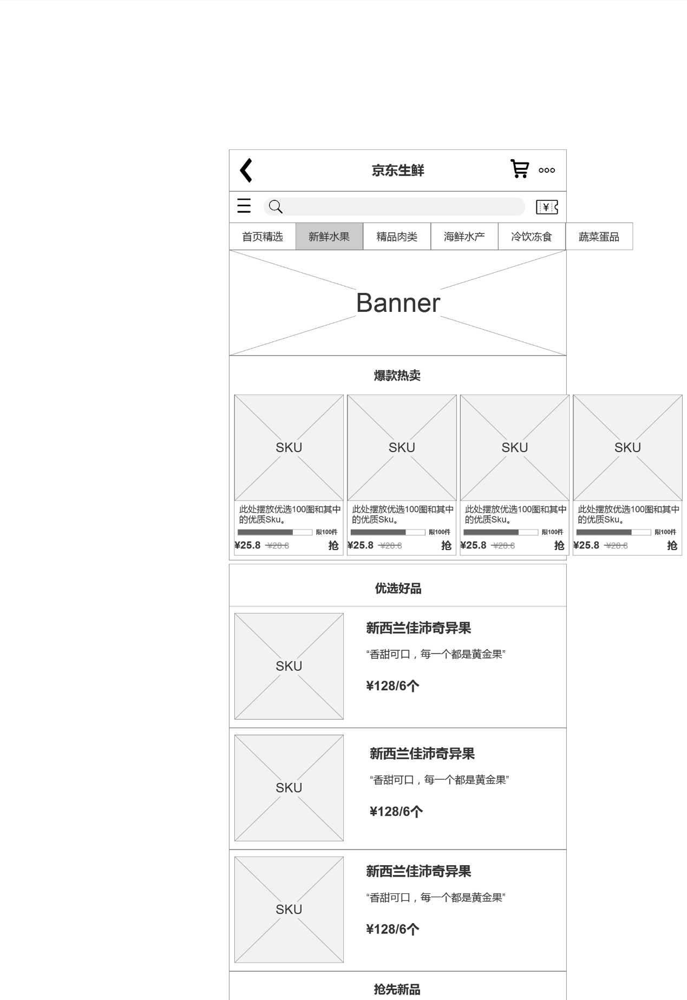 京东生鲜
¥
首页精选 新鲜水果 精品肉类 海鲜水产 冷饮冻食 蔬菜蛋品
Banner
爆款热卖
SKU SKU SKU SKU
此处摆放优选100图和其中 此处摆放优选100图和其中 此处摆放优选100图和其中 此处摆放优选100图和其中
的优质Sku。 的优质Sku。 的优质Sku。 的优质Sku。
限100件 限100件 限100件 限100件
¥25.8 ¥28.8 抢 ¥25.8 ¥28.8 抢 ¥25.8 ¥28.8 抢 ¥25.8 ¥28.8 抢
优选好品
新西兰佳沛奇异果
“香甜可口，每一个都是黄金果”
SKU
¥128/6个
新西兰佳沛奇异果
“香甜可口，每一个都是黄金果”
SKU
¥128/6个
新西兰佳沛奇异果
“香甜可口，每一个都是黄金果”
SKU
¥128/6个
抢先新品